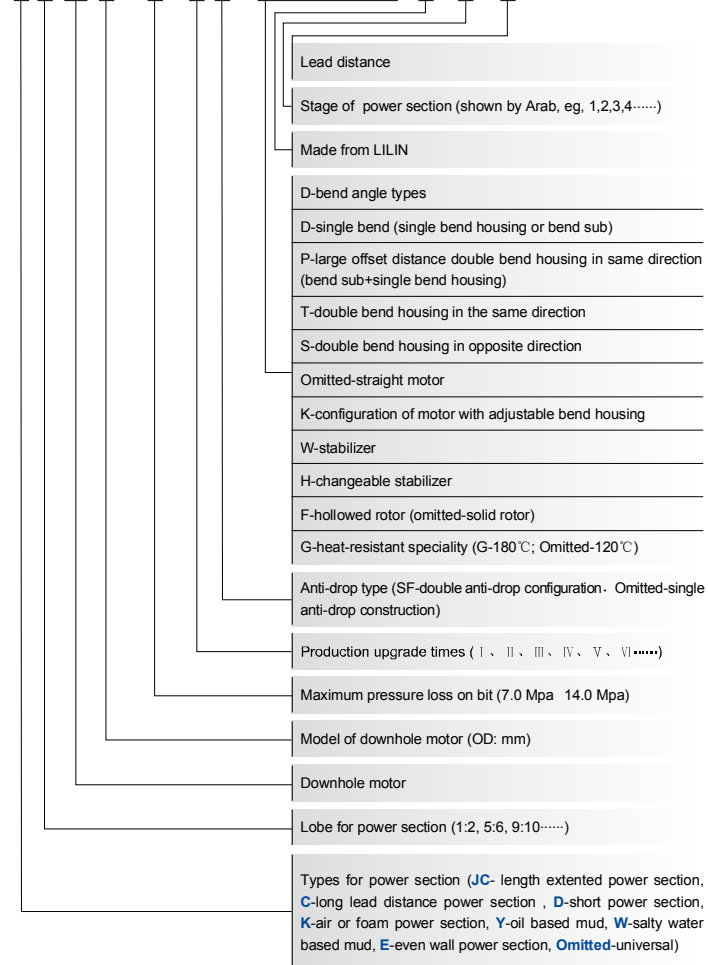 Lead distance
Stage of power section (shown by Arab, eg, 1,2,3,4······)
Made from LILIN
D-bend angle types
D-single bend (single bend housing or bend sub)
P-large offset distance double bend housing in same direction
(bend sub+single bend housing)
T-double bend housing in the same direction
S-double bend housing in opposite direction
Omitted-straight motor
K-configuration of motor with adjustable bend housing
W-stabilizer
H-changeable stabilizer
F-hollowed rotor (omitted-solid rotor)
G-heat-resistant speciality (G-180℃; Omitted-120℃)
Anti-drop type (SF-double anti-drop configuration. Omitted-single
anti-drop construction)
Production upgrade times (Ⅰ、Ⅱ、Ⅲ、Ⅳ、Ⅴ、Ⅵ······)
Maximum pressure loss on bit (7.0 Mpa 14.0 Mpa)
Model of downhole motor (OD: mm)
Downhole motor
Lobe for power section (1:2, 5:6, 9:10······)
Types for power section (JC- length extented power section,
C-long lead distance power section , D-short power section,
K-air or foam power section, Y-oil based mud, W-salty water
based mud, E-even wall power section, Omitted-universal)